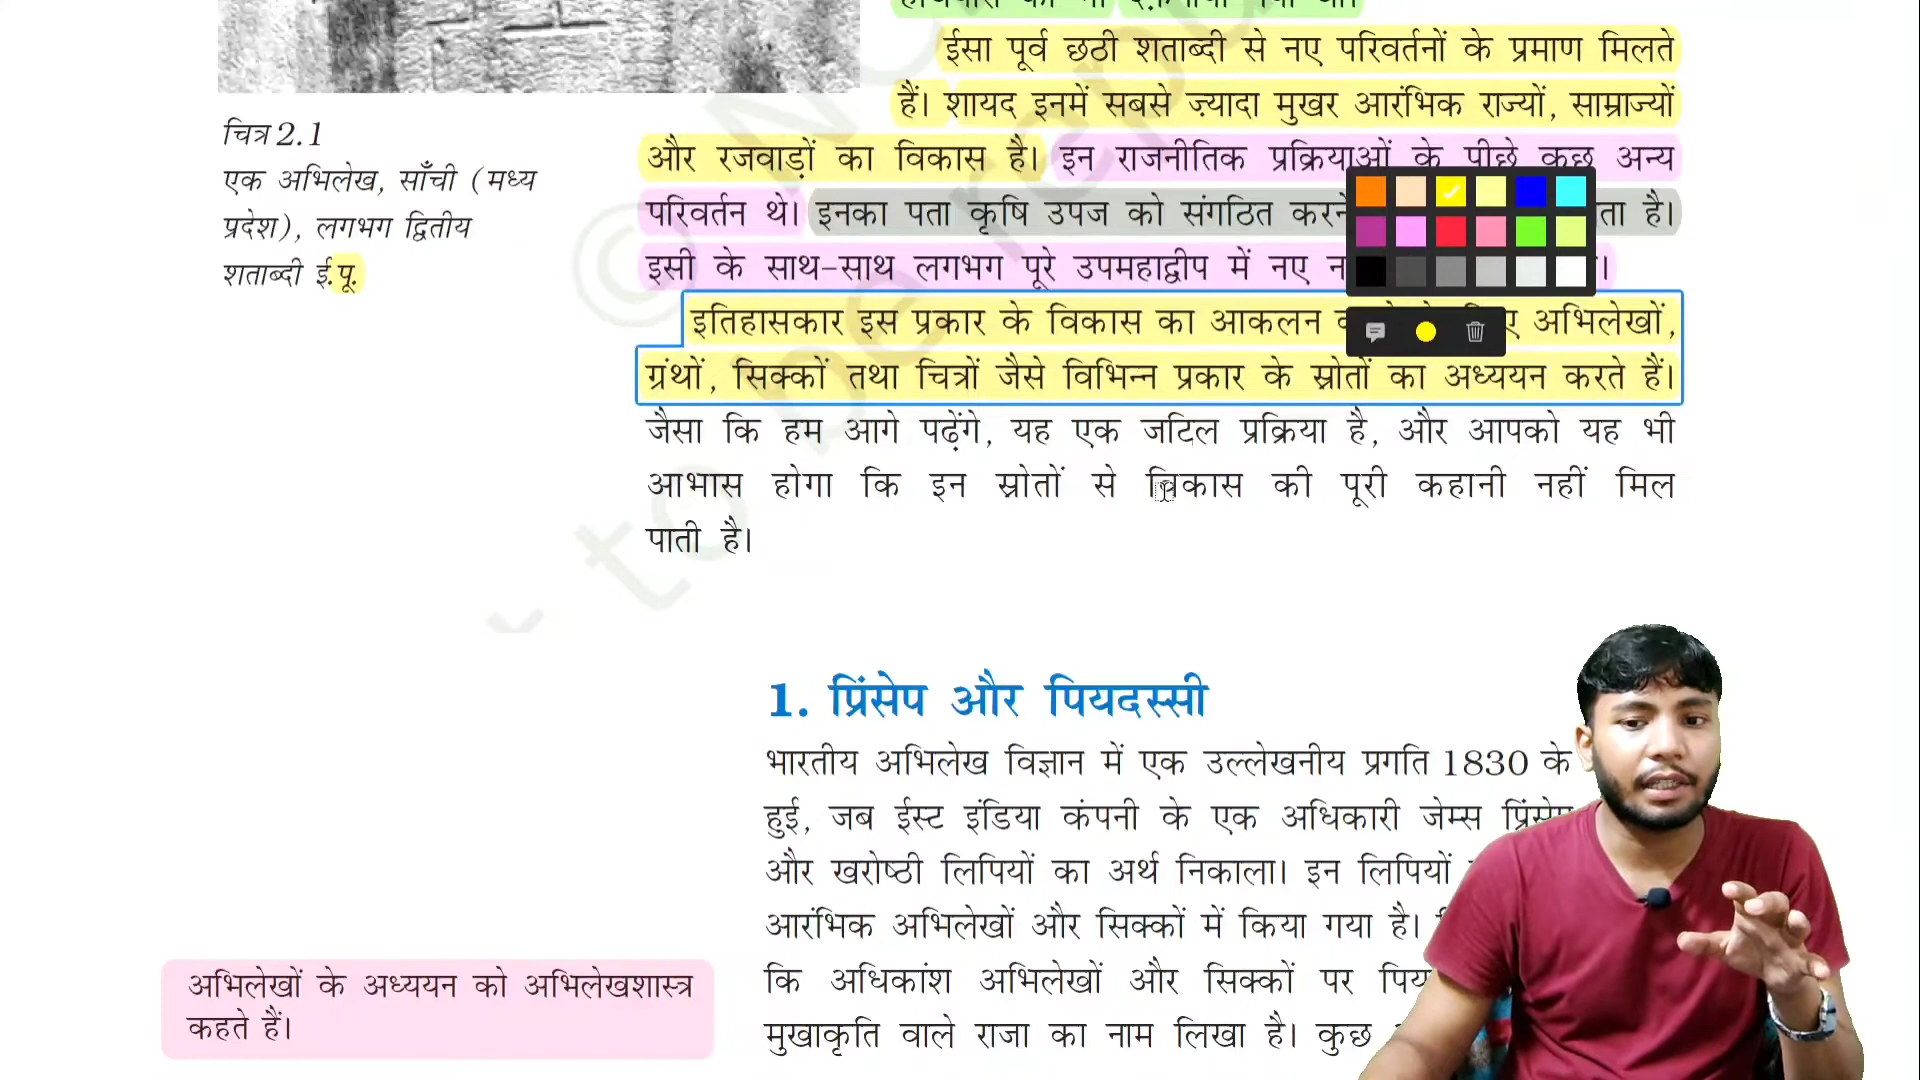 ईसा पूर्व छठी शताब्दी से नए परिवर्तनों के प्रमाण मिलते
हैं। शायद इनमें सबसे ज़्यादा मुखर आरंभिक राज्यों, साम्राज्यों
और रजवाड़ों का विकास है। इन राजनीतिक प्रक्रियाओं के पीछे कुछ अन्य
परिवर्तन थे। इनका पता कृषि उपज को संगठित करने ता है।
इसी के साथ-साथ लगभग पूरे उपमहाद्वीप में नए
इतिहासकार इस प्रकार के विकास का आकलन अभिलेखों,
ग्रंथों, सिक्कों तथा चित्रों जैसे विभिन्न प्रकार के स्रोतों का अध्ययन करते हैं।
जैसा कि हम आगे पढ़ेंगे, यह एक जटिल प्रक्रिया है, और आपको यह भी
आभास होगा कि इन स्रोतों से विकास की पूरी कहानी नहीं मिल
पाती है।
चित्र 2.1
एक अभिलेख, साँची (मध्य
प्रदेश), लगभग द्वितीय
शताब्दी ई.पू.
1. प्रिंसेप और पियदस्सी
भारतीय अभिलेख विज्ञान में एक उल्लेखनीय प्रगति 1830 के
हुई, जब ईस्ट इंडिया कंपनी के एक अधिकारी जेम्स प्रिंसेप
और खरोष्ठी लिपियों का अर्थ निकाला। इन लिपियों
आरंभिक अभिलेखों और सिक्कों में किया गया है।
कि अधिकांश अभिलेखों और सिक्कों पर
मुखाकृति वाले राजा का नाम लिखा है। कुछ
अभिलेखों के अध्ययन को अभिलेखशास्त्र
कहते हैं।